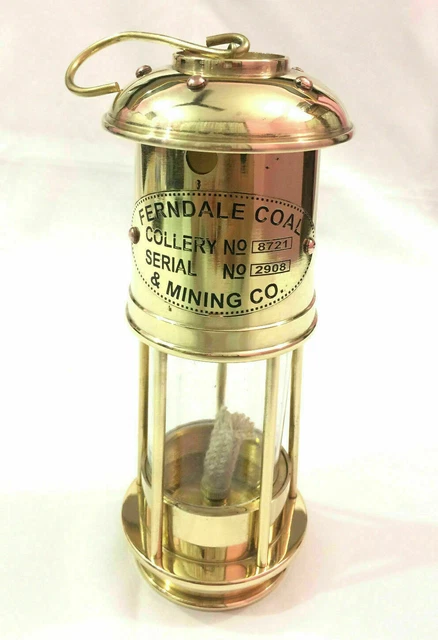 FERNDALE COAL
COLLERY NO 8721
SERIAL NO 2908
& MINING CO.